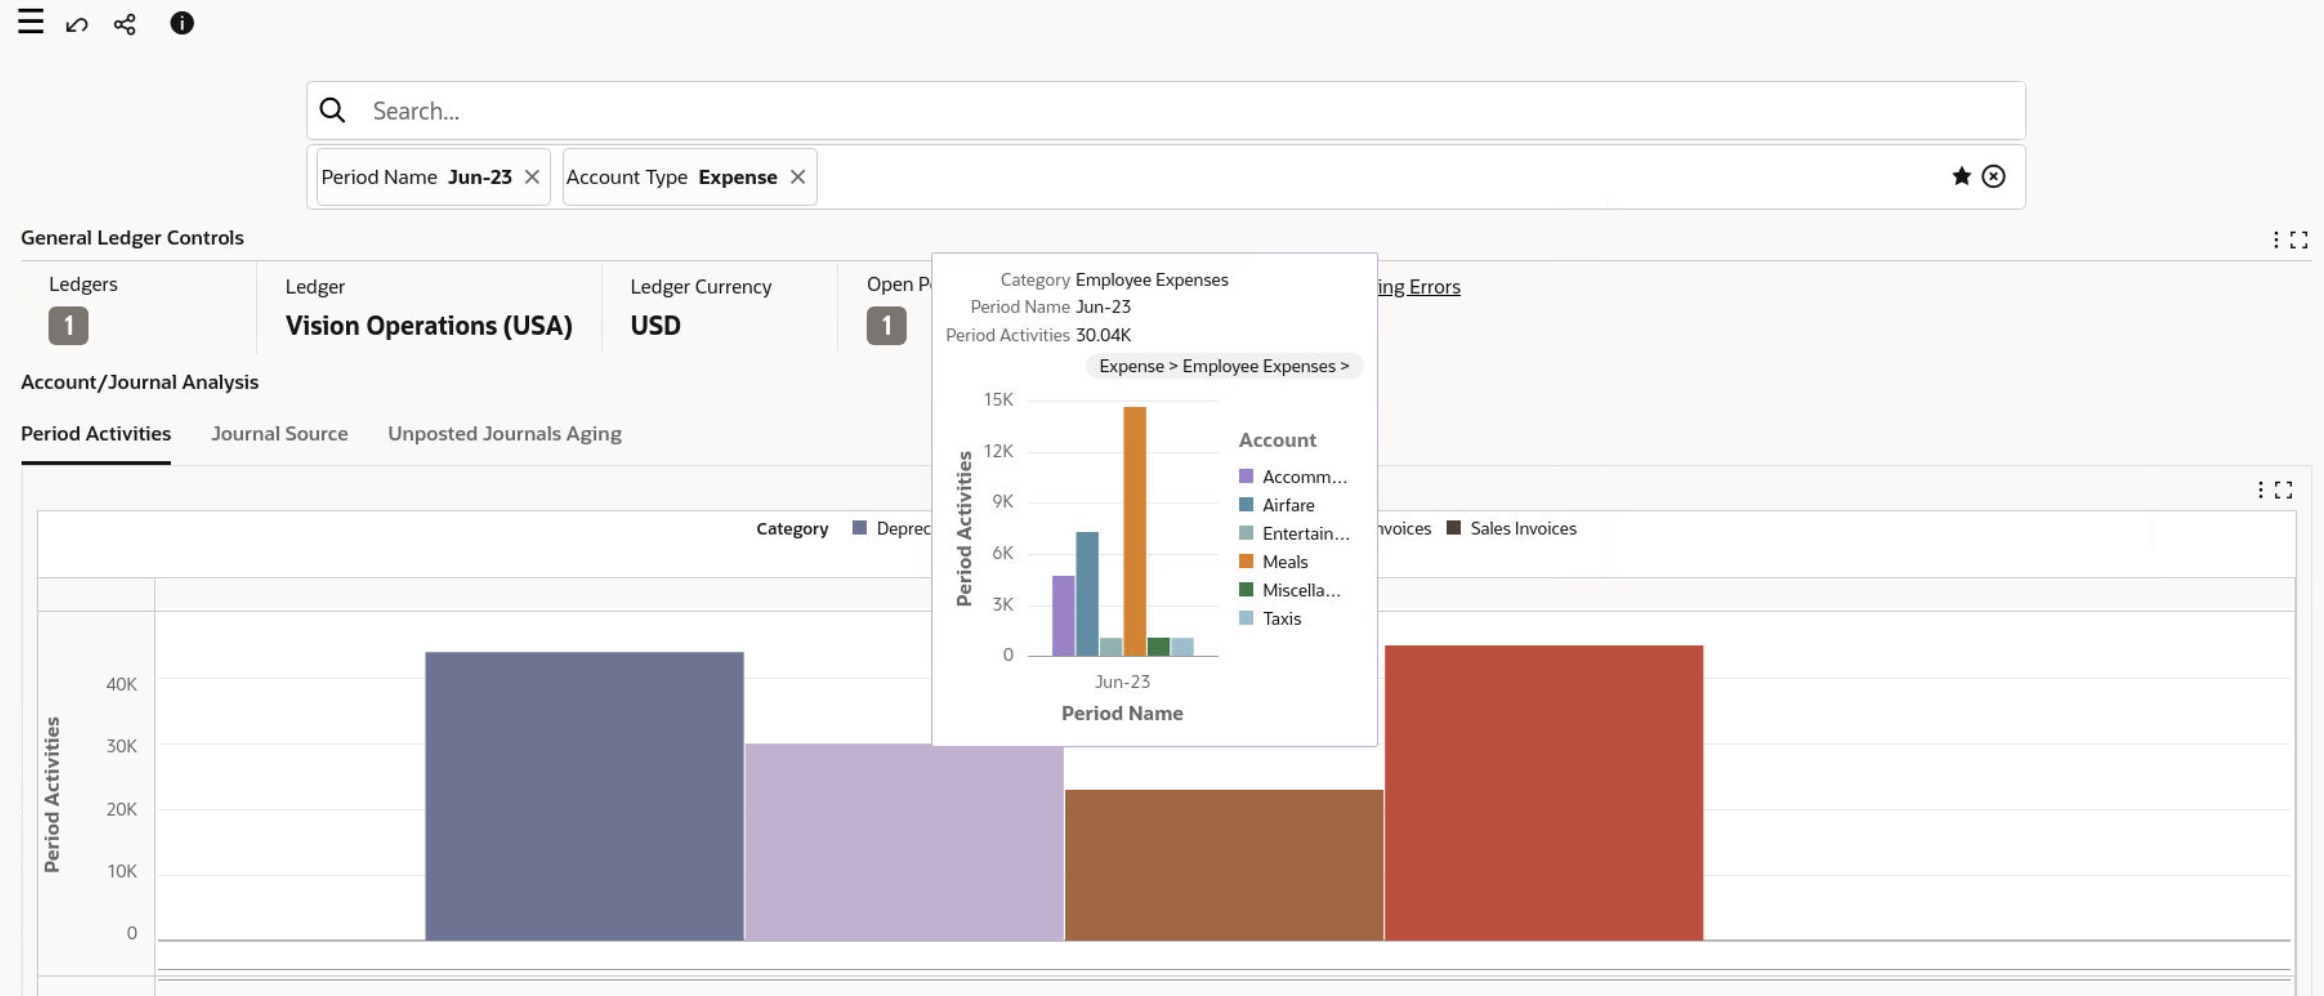 Search...
Period Name Jun-23
Account Type Expense
General Ledger Controls
Ledgers
1
Ledger
Vision Operations (USA)
Ledger Currency
USD
Open P
1
ing Errors
Category Employee Expenses
Period Name Jun-23
Period Activities 30.04K
Expense > Employee Expenses >
15K
12K
9K
6K
3K
0
Period Activities
Jun-23
Period Name
Account
Accomm...
Airfare
Entertain...
Meals
Miscella...
Taxis
Account/Journal Analysis
Period Activities
Journal Source
Unposted Journals Aging
Category
Deprec
nvoices
Sales Invoices
Period Activities
40K
30K
20K
10K
0